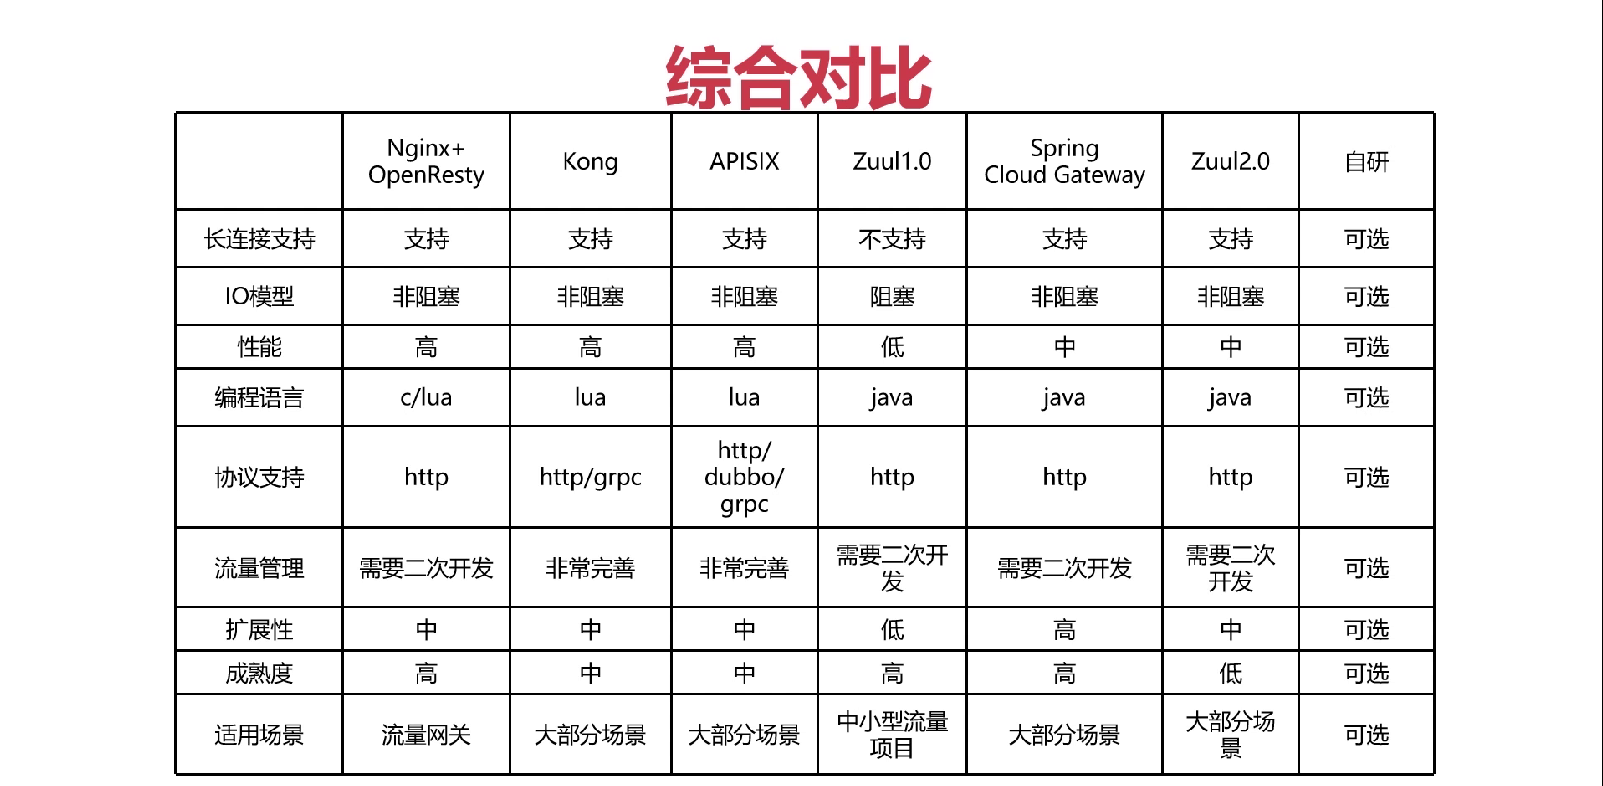 综合对比
Nginx+
OpenResty
Kong
APISIX
Zuul1.0
Spring
Cloud Gateway
Zuul2.0
自研
长连接支持
支持
支持
支持
不支持
支持
支持
可选
IO模型
非阻塞
非阻塞
非阻塞
阻塞
非阻塞
非阻塞
可选
性能
高
高
高
低
中
中
可选
编程语言
c/lua
lua
lua
java
java
java
可选
协议支持
http
http/grpc
http/
dubbo/
grpc
http
http
http
可选
流量管理
需要二次开发
非常完善
非常完善
需要二次开
发
需要二次开发
需要二次
开发
可选
扩展性
中
中
中
低
高
中
可选
成熟度
高
中
中
高
高
低
可选
适用场景
流量网关
大部分场景
大部分场景
中小型流量
项目
大部分场景
大部分场
景
可选